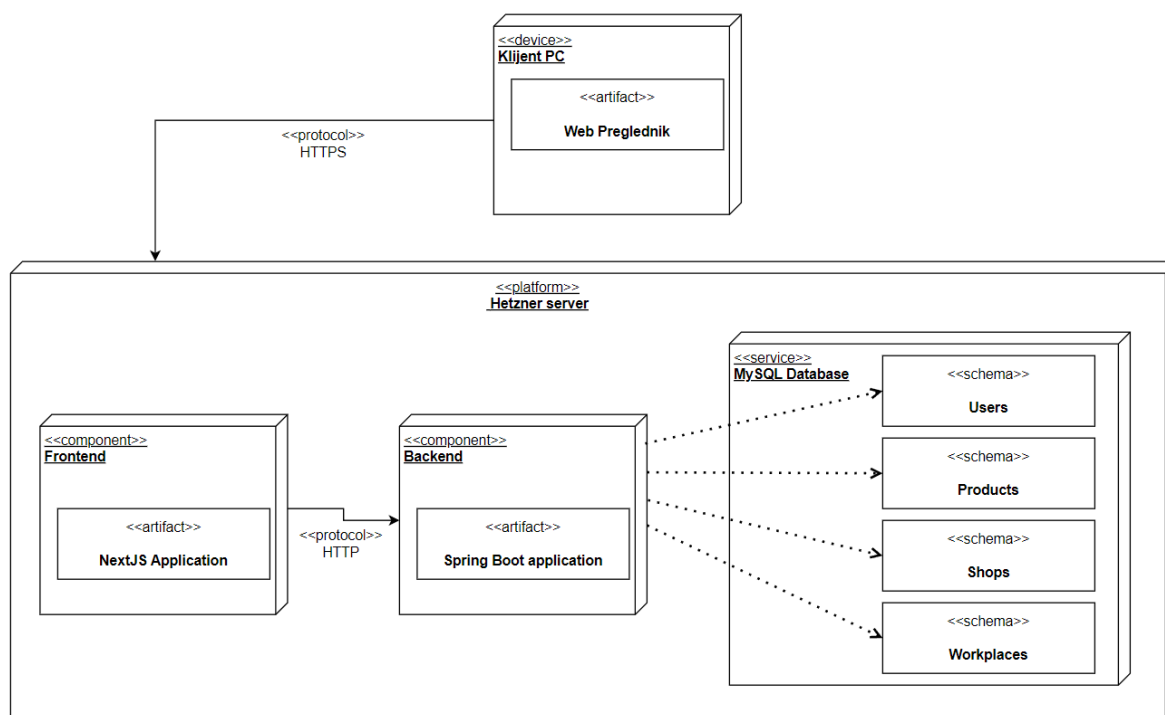 <<device>>
Klijent PC
<<artifact>>
Web Preglednik
<<protocol>>
HTTPS
<<platform>>
Hetzner server
<<component>>
Frontend
<<artifact>>
NextJS Application
<<protocol>>
HTTP
<<component>>
Backend
<<artifact>>
Spring Boot application
<<service>>
MySQL Database
<<schema>>
Users
<<schema>>
Products
<<schema>>
Shops
<<schema>>
Workplaces